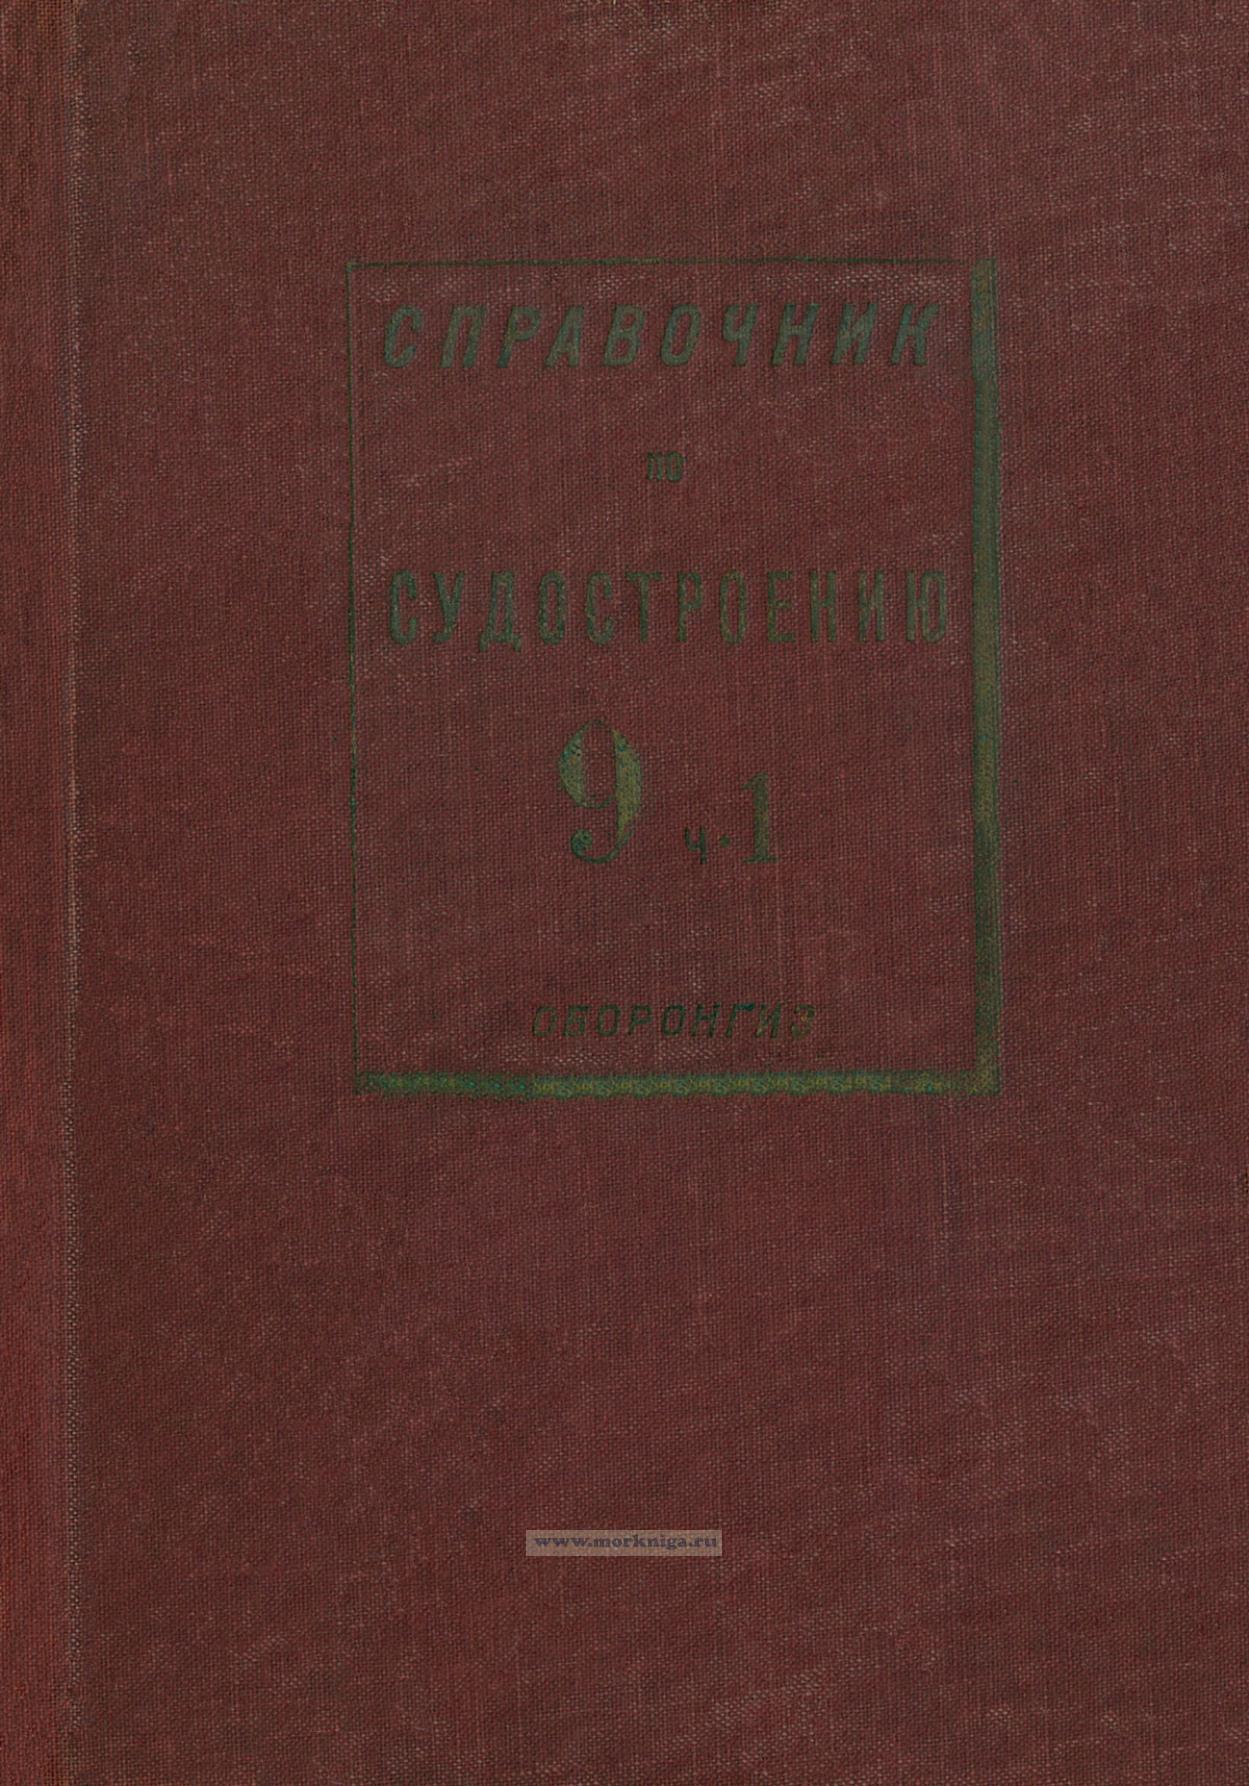 СПРАВОЧНИК
по
СУДОСТРОЕНИЮ
9 ч.1
ОБОРОНГИЗ
www.morkniga.ru